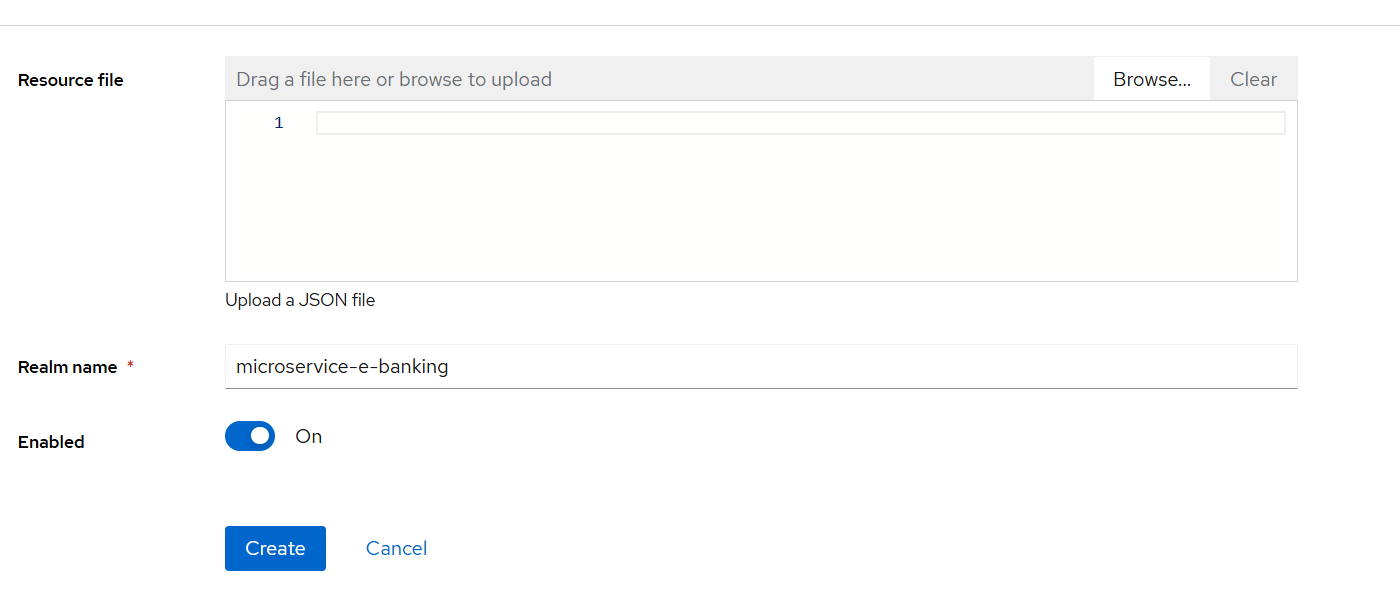 Resource file
Drag a file here or browse to upload
Browse...
Clear
1
Upload a JSON file
Realm name *
microservice-e-banking
Enabled
On
Create
Cancel